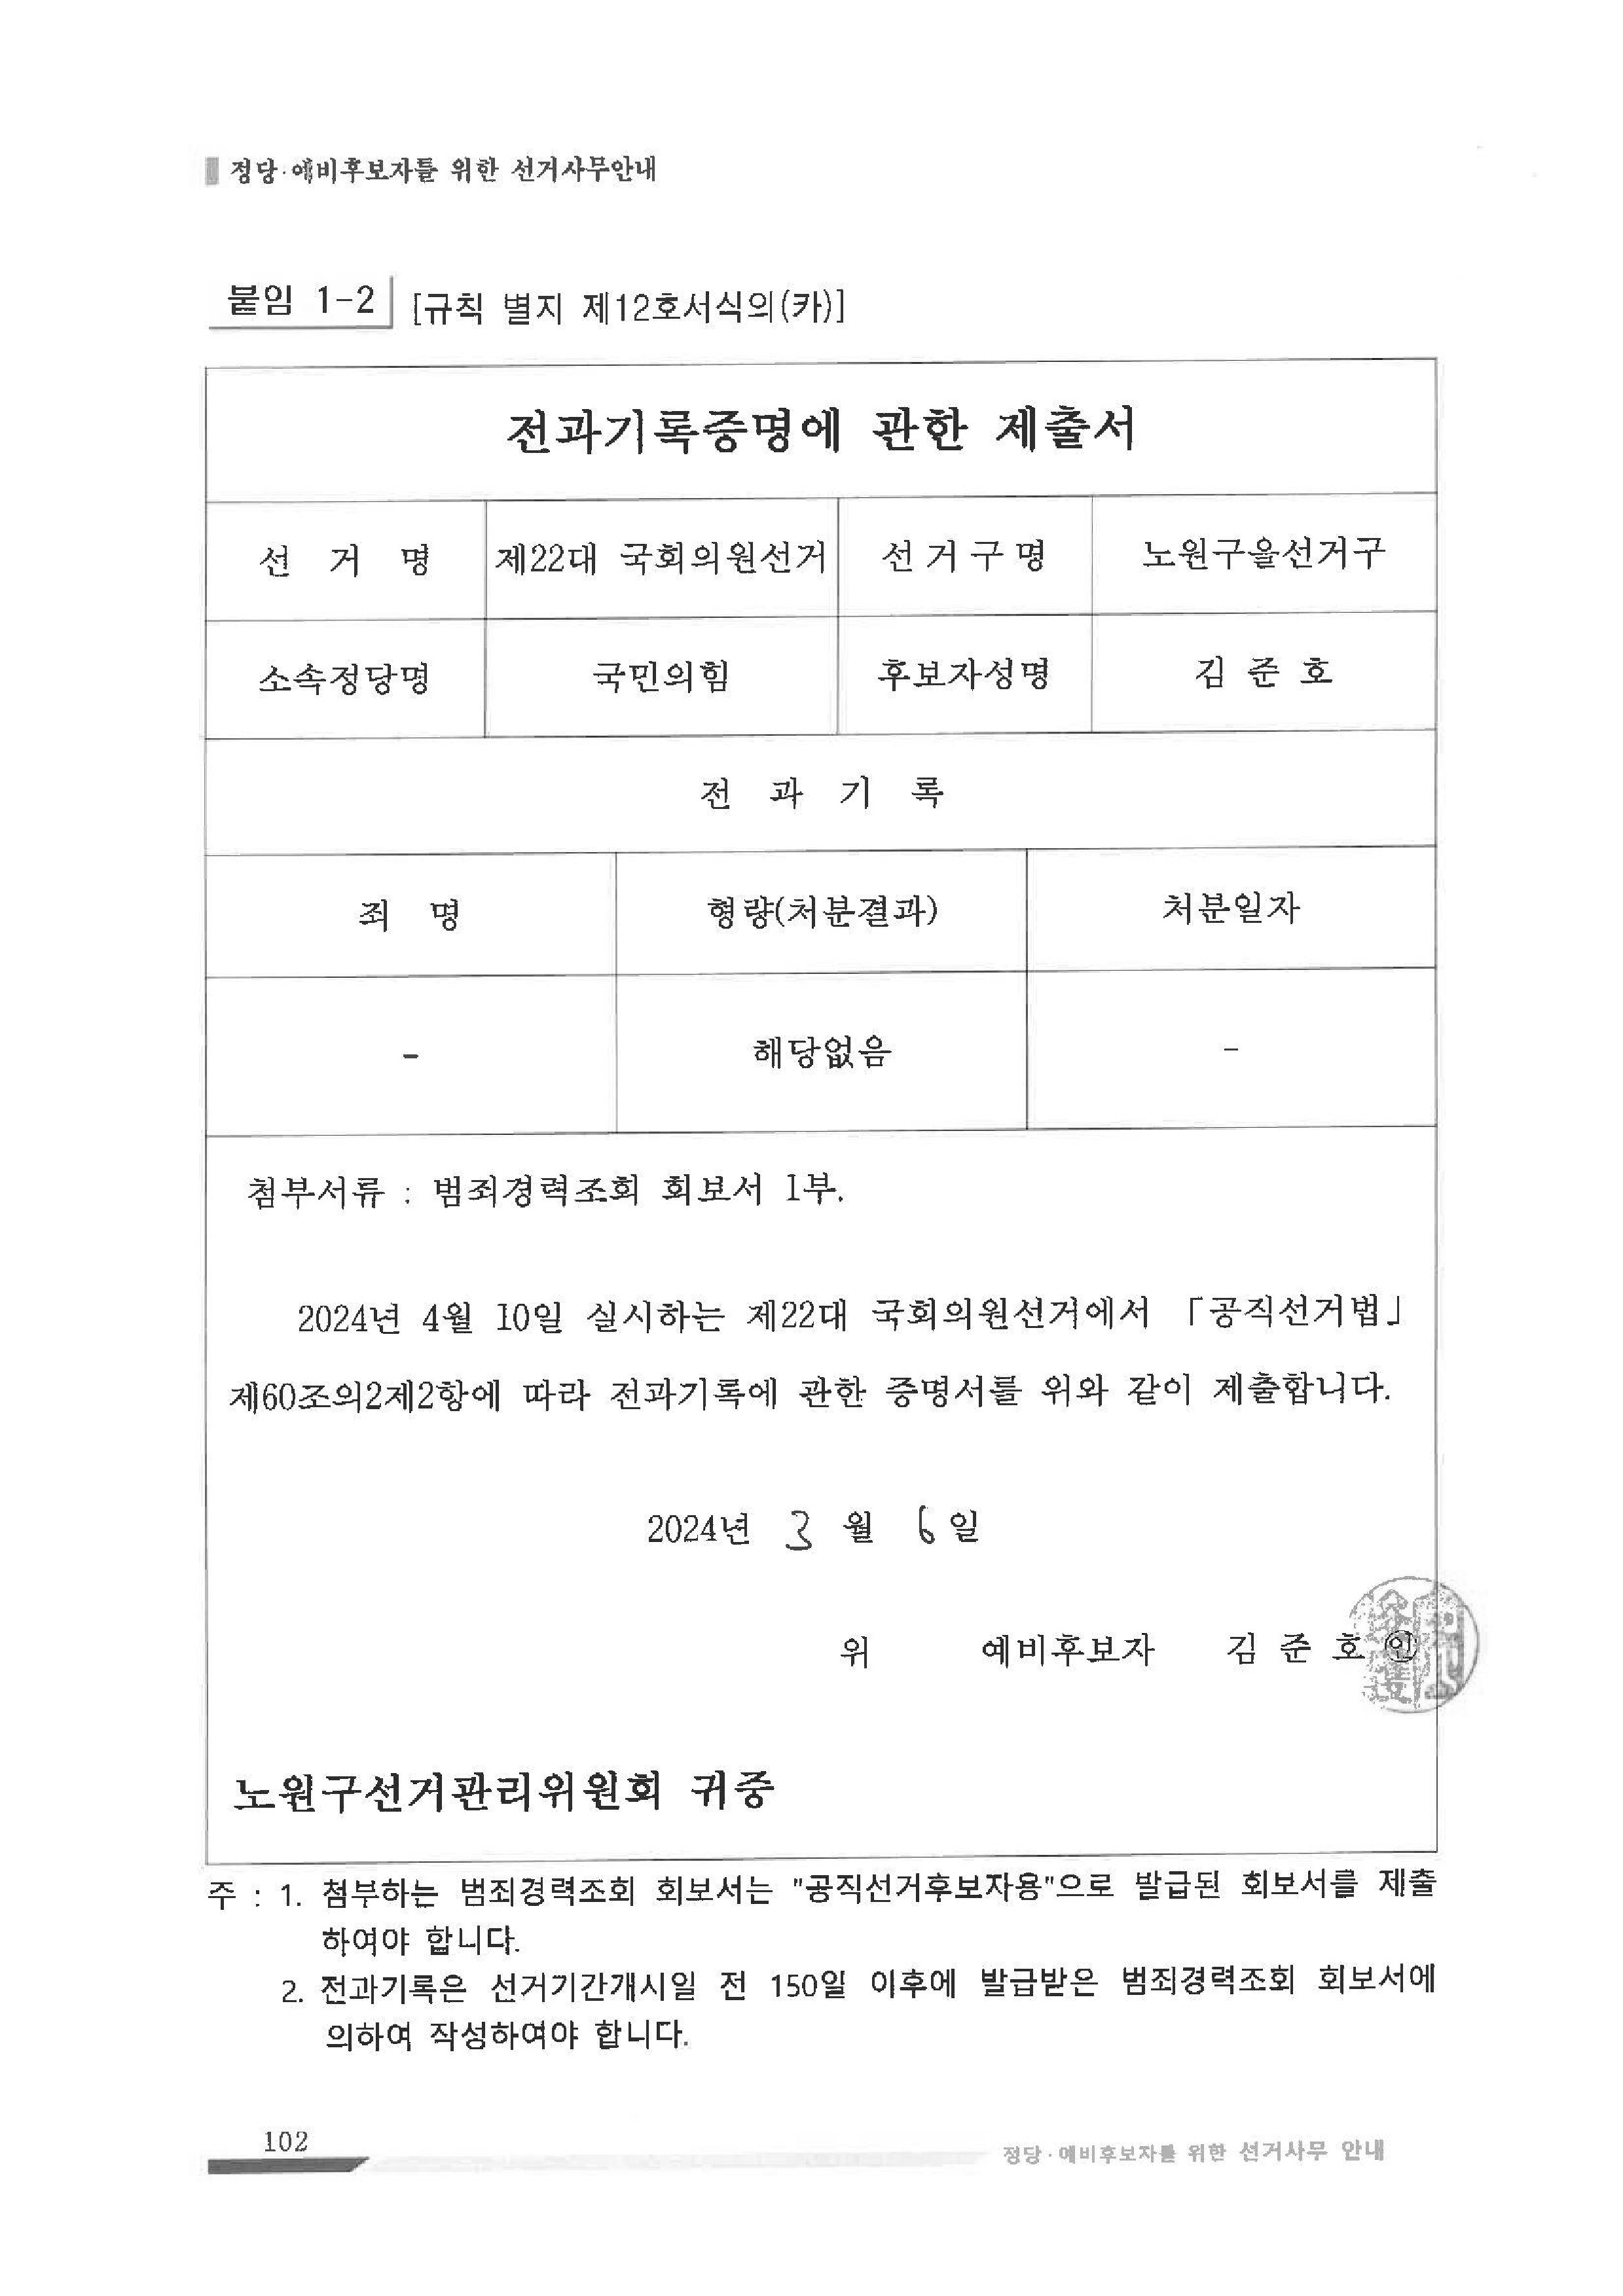 정당·예비후보자를 위한 선거사무안내
붙임 1-2 [규칙 별지 제12호서식의(카)]
전과기록증명에 관한 제출서
선 거 명 제22대 국회의원선거 선거구명 노원구을선거구
소속정당명 국민의힘 후보자성명 김 준 호
전 과 기 록
죄 명 형량(처분결과) 처분일자
- 해당없음 -
첨부서류 : 범죄경력조회 회보서 1부.
2024년 4월 10일 실시하는 제22대 국회의원선거에서 「공직선거법」
제60조의2제2항에 따라 전과기록에 관한 증명서를 위와 같이 제출합니다.
2024년 3 월 6 일
위 예비후보자 김 준 호 ㊞
노원구선거관리위원회 귀중
주 : 1. 첨부하는 범죄경력조회 회보서는 "공직선거후보자용"으로 발급된 회보서를 제출
하여야 합니다.
2. 전과기록은 선거기간개시일 전 150일 이후에 발급받은 범죄경력조회 회보서에
의하여 작성하여야 합니다.
102
정당·예비후보자를 위한 선거사무 안내